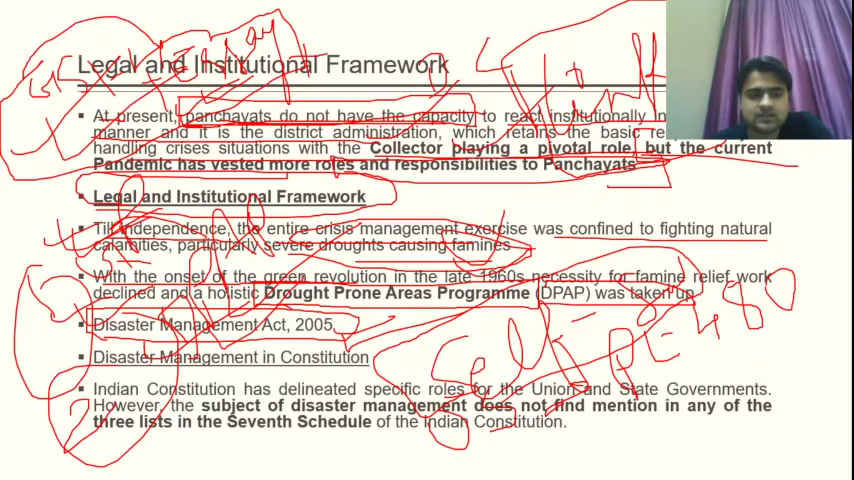 Legal and Institutional Framework
At present, panchayats do not have the capacity to react institutionally in
manner and it is the district administration, which retains the basic
handling crises situations with the Collector playing a pivotal role, but the current
Pandemic has vested more roles and responsibilities to Panchayats
Legal and Institutional Framework
Till Independence, the entire crisis management exercise was confined to fighting natural
calamities, particularly severe droughts causing famines
With the onset of the green revolution in the late 1960s necessity for famine relief work
declined and a holistic Drought Prone Areas Programme (DPAP) was taken up
Disaster Management Act, 2005
Disaster Management in Constitution
Indian Constitution has delineated specific roles for the Union and State Governments.
However, the subject of disaster management does not find mention in any of the
three lists in the Seventh Schedule of the Indian Constitution.